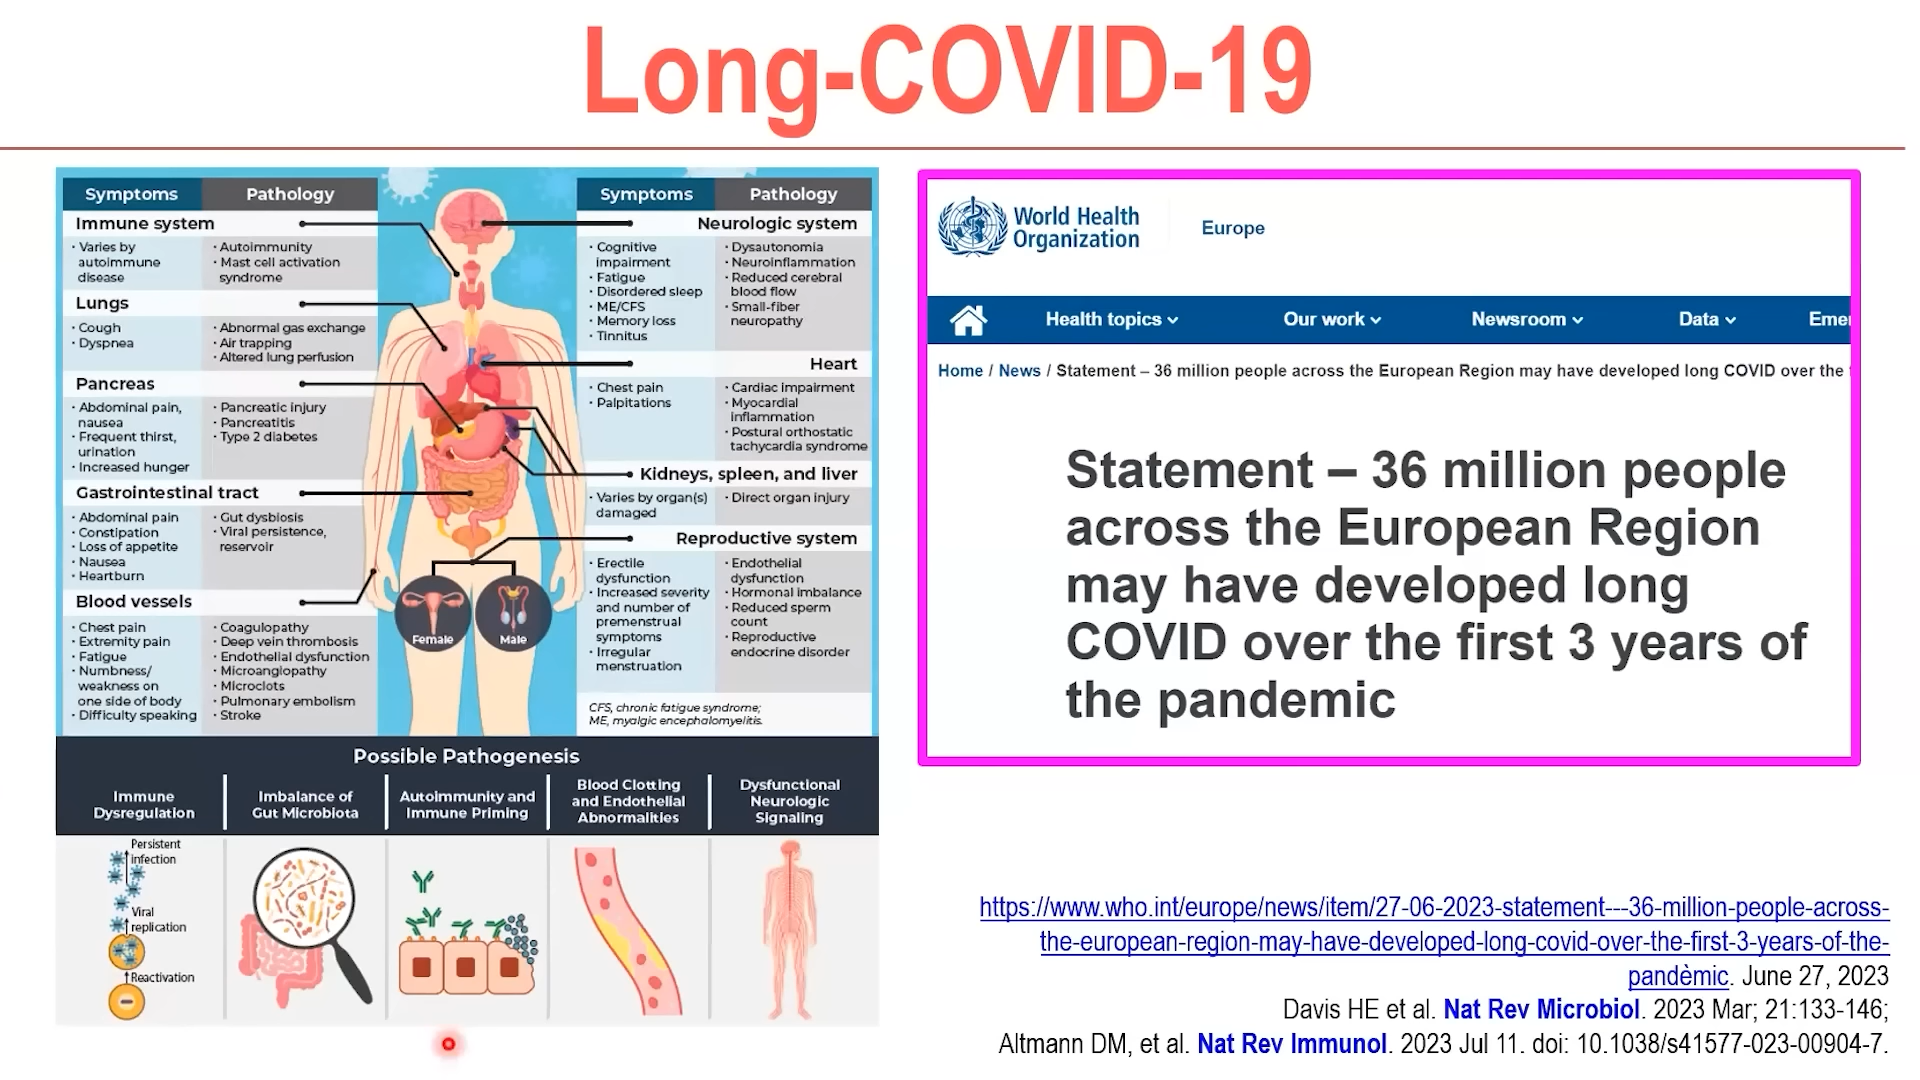 Long-COVID-19
Symptoms
Pathology
Immune system
· Varies by
autoimmune
disease
· Autoimmunity
· Mast cell activation
syndrome
Lungs
· Cough
· Dyspnea
· Abnormal gas exchange
· Air trapping
· Altered lung perfusion
Pancreas
· Abdominal pain,
nausea
· Frequent thirst,
urination
· Increased hunger
· Pancreatic injury
· Pancreatitis
· Type 2 diabetes
Gastrointestinal tract
· Abdominal pain
· Constipation
· Loss of appetite
· Nausea
· Heartburn
· Gut dysbiosis
· Viral persistence,
reservoir
Blood vessels
· Chest pain
· Extremity pain
· Fatigue
· Numbness/
weakness on
one side of body
· Difficulty speaking
· Coagulopathy
· Deep vein thrombosis
· Endothelial dysfunction
· Microangiopathy
· Microclots
· Pulmonary embolism
· Stroke
Female
Male
Symptoms
Pathology
Neurologic system
· Cognitive
impairment
· Fatigue
· Disordered sleep
· ME/CFS
· Memory loss
· Tinnitus
· Dysautonomia
· Neuroinflammation
· Reduced cerebral
blood flow
· Small-fiber
neuropathy
Heart
· Chest pain
· Palpitations
· Cardiac impairment
· Myocardial
inflammation
· Postural orthostatic
tachycardia syndrome
Kidneys, spleen, and liver
· Varies by organ(s)
damaged
· Direct organ injury
Reproductive system
· Erectile
dysfunction
· Increased severity
and number of
premenstrual
symptoms
· Irregular
menstruation
· Endothelial
dysfunction
· Hormonal imbalance
· Reduced sperm
count
· Reproductive
endocrine disorder
CFS, chronic fatigue syndrome;
ME, myalgic encephalomyelitis.
Possible Pathogenesis
Immune
Dysregulation
Imbalance of
Gut Microbiota
Autoimmunity and
Immune Priming
Blood Clotting
and Endothelial
Abnormalities
Dysfunctional
Neurologic
Signaling
Persistent
infection
Viral
replication
Reactivation
World Health
Organization
Europe
Health topics
Our work
Newsroom
Data
Emer
Home / News / Statement – 36 million people across the European Region may have developed long COVID over the
Statement – 36 million people
across the European Region
may have developed long
COVID over the first 3 years of
the pandemic
https://www.who.int/europe/news/item/27-06-2023-statement---36-million-people-across-
the-european-region-may-have-developed-long-covid-over-the-first-3-years-of-the-
pandèmic. June 27, 2023
Davis HE et al. Nat Rev Microbiol. 2023 Mar; 21:133-146;
Altmann DM, et al. Nat Rev Immunol. 2023 Jul 11. doi: 10.1038/s41577-023-00904-7.